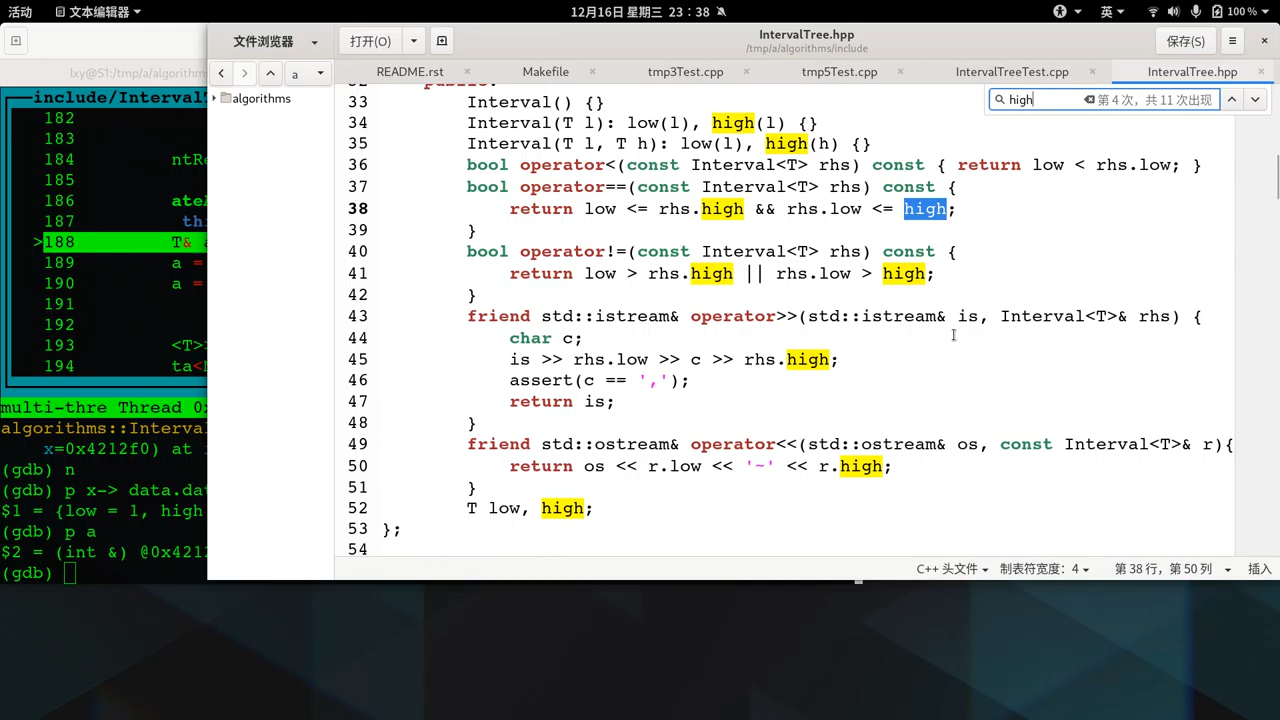 活动 文本编辑器 12月16日 星期三 23：38 英 100 %
文件浏览器 打开(O) IntervalTree.hpp 保存(S)
/tmp/a/algorithms/include
lxy@S1:/tmp/a/algorithms a README.rst Makefile tmp3Test.cpp tmp5Test.cpp IntervalTreeTest.cpp IntervalTree.hpp
algorithms
high 第 4 次，共 11 次出现
include/IntervalT
182
183
184 ntRe
185
186 ate
187 thi
>188 T& a
189 a =
190 a =
191
192
193 <T>
194 ta<
multi-thre Thread 0
algorithms::Interval
x=0x4212f0) at
(gdb) n
(gdb) p x-> data.dat
$1 = {low = 1, high
(gdb) p a
$2 = (int &) @0x4212
(gdb)
33 Interval() {}
34 Interval(T l): low(l), high(l) {}
35 Interval(T l, T h): low(l), high(h) {}
36 bool operator<(const Interval<T> rhs) const { return low < rhs.low; }
37 bool operator==(const Interval<T> rhs) const {
38 return low <= rhs.high && rhs.low <= high;
39 }
40 bool operator!=(const Interval<T> rhs) const {
41 return low > rhs.high || rhs.low > high;
42 }
43 friend std::istream& operator>>(std::istream& is, Interval<T>& rhs) {
44 char c;
45 is >> rhs.low >> c >> rhs.high;
46 assert(c == ',');
47 return is;
48 }
49 friend std::ostream& operator<<(std::ostream& os, const Interval<T>& r){
50 return os << r.low << '~' << r.high;
51 }
52 T low, high;
53 };
54
C++ 头文件 制表符宽度：4 第 38 行，第 50 列 插入